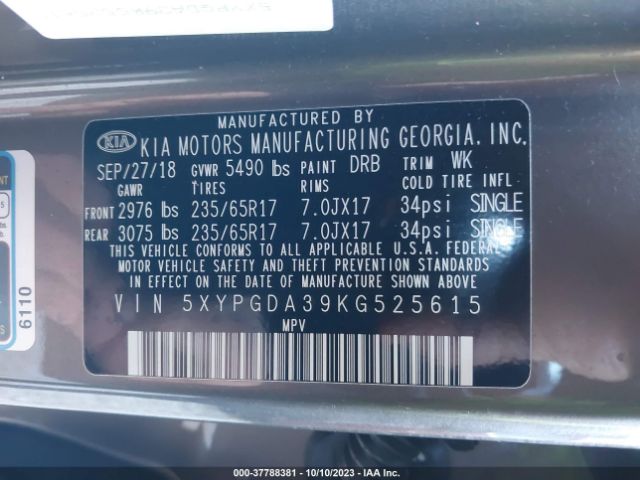 MANUFACTURED BY
KIA KIA MOTORS MANUFACTURING GEORGIA, INC.
SEP/27/18 GVWR 5490 lbs PAINT DRB TRIM WK
GAWR TIRES RIMS COLD TIRE INFL
FRONT 2976 lbs 235/65R17 7.0JX17 34psi SINGLE
REAR 3075 lbs 235/65R17 7.0JX17 34psi SINGLE
THIS VEHICLE CONFORMS TO ALL APPLICABLE U.S.A. FEDERAL
MOTOR VEHICLE SAFETY AND THEFT PREVENTION STANDARDS
IN EFFECT ON THE DATE OF MANUFACTURE SHOWN ABOVE
VIN 5XYPGDA39KG525615
MPV
6110
000-37788381 - 10/10/2023 - IAA Inc.